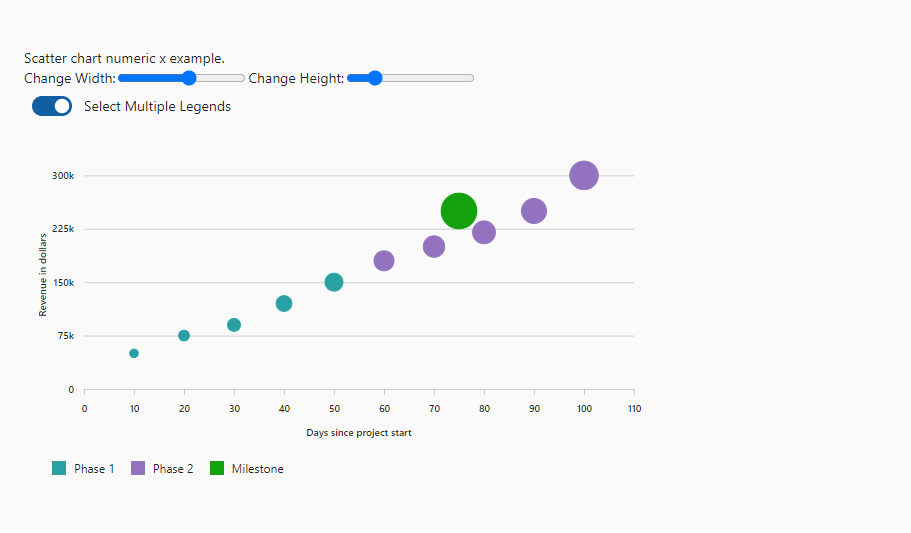 Scatter chart numeric x example.
Change Width: Change Height:
Select Multiple Legends
300k
225k
150k
75k
0
Revenue in dollars
0 10 20 30 40 50 60 70 80 90 100 110
Days since project start
Phase 1 Phase 2 Milestone